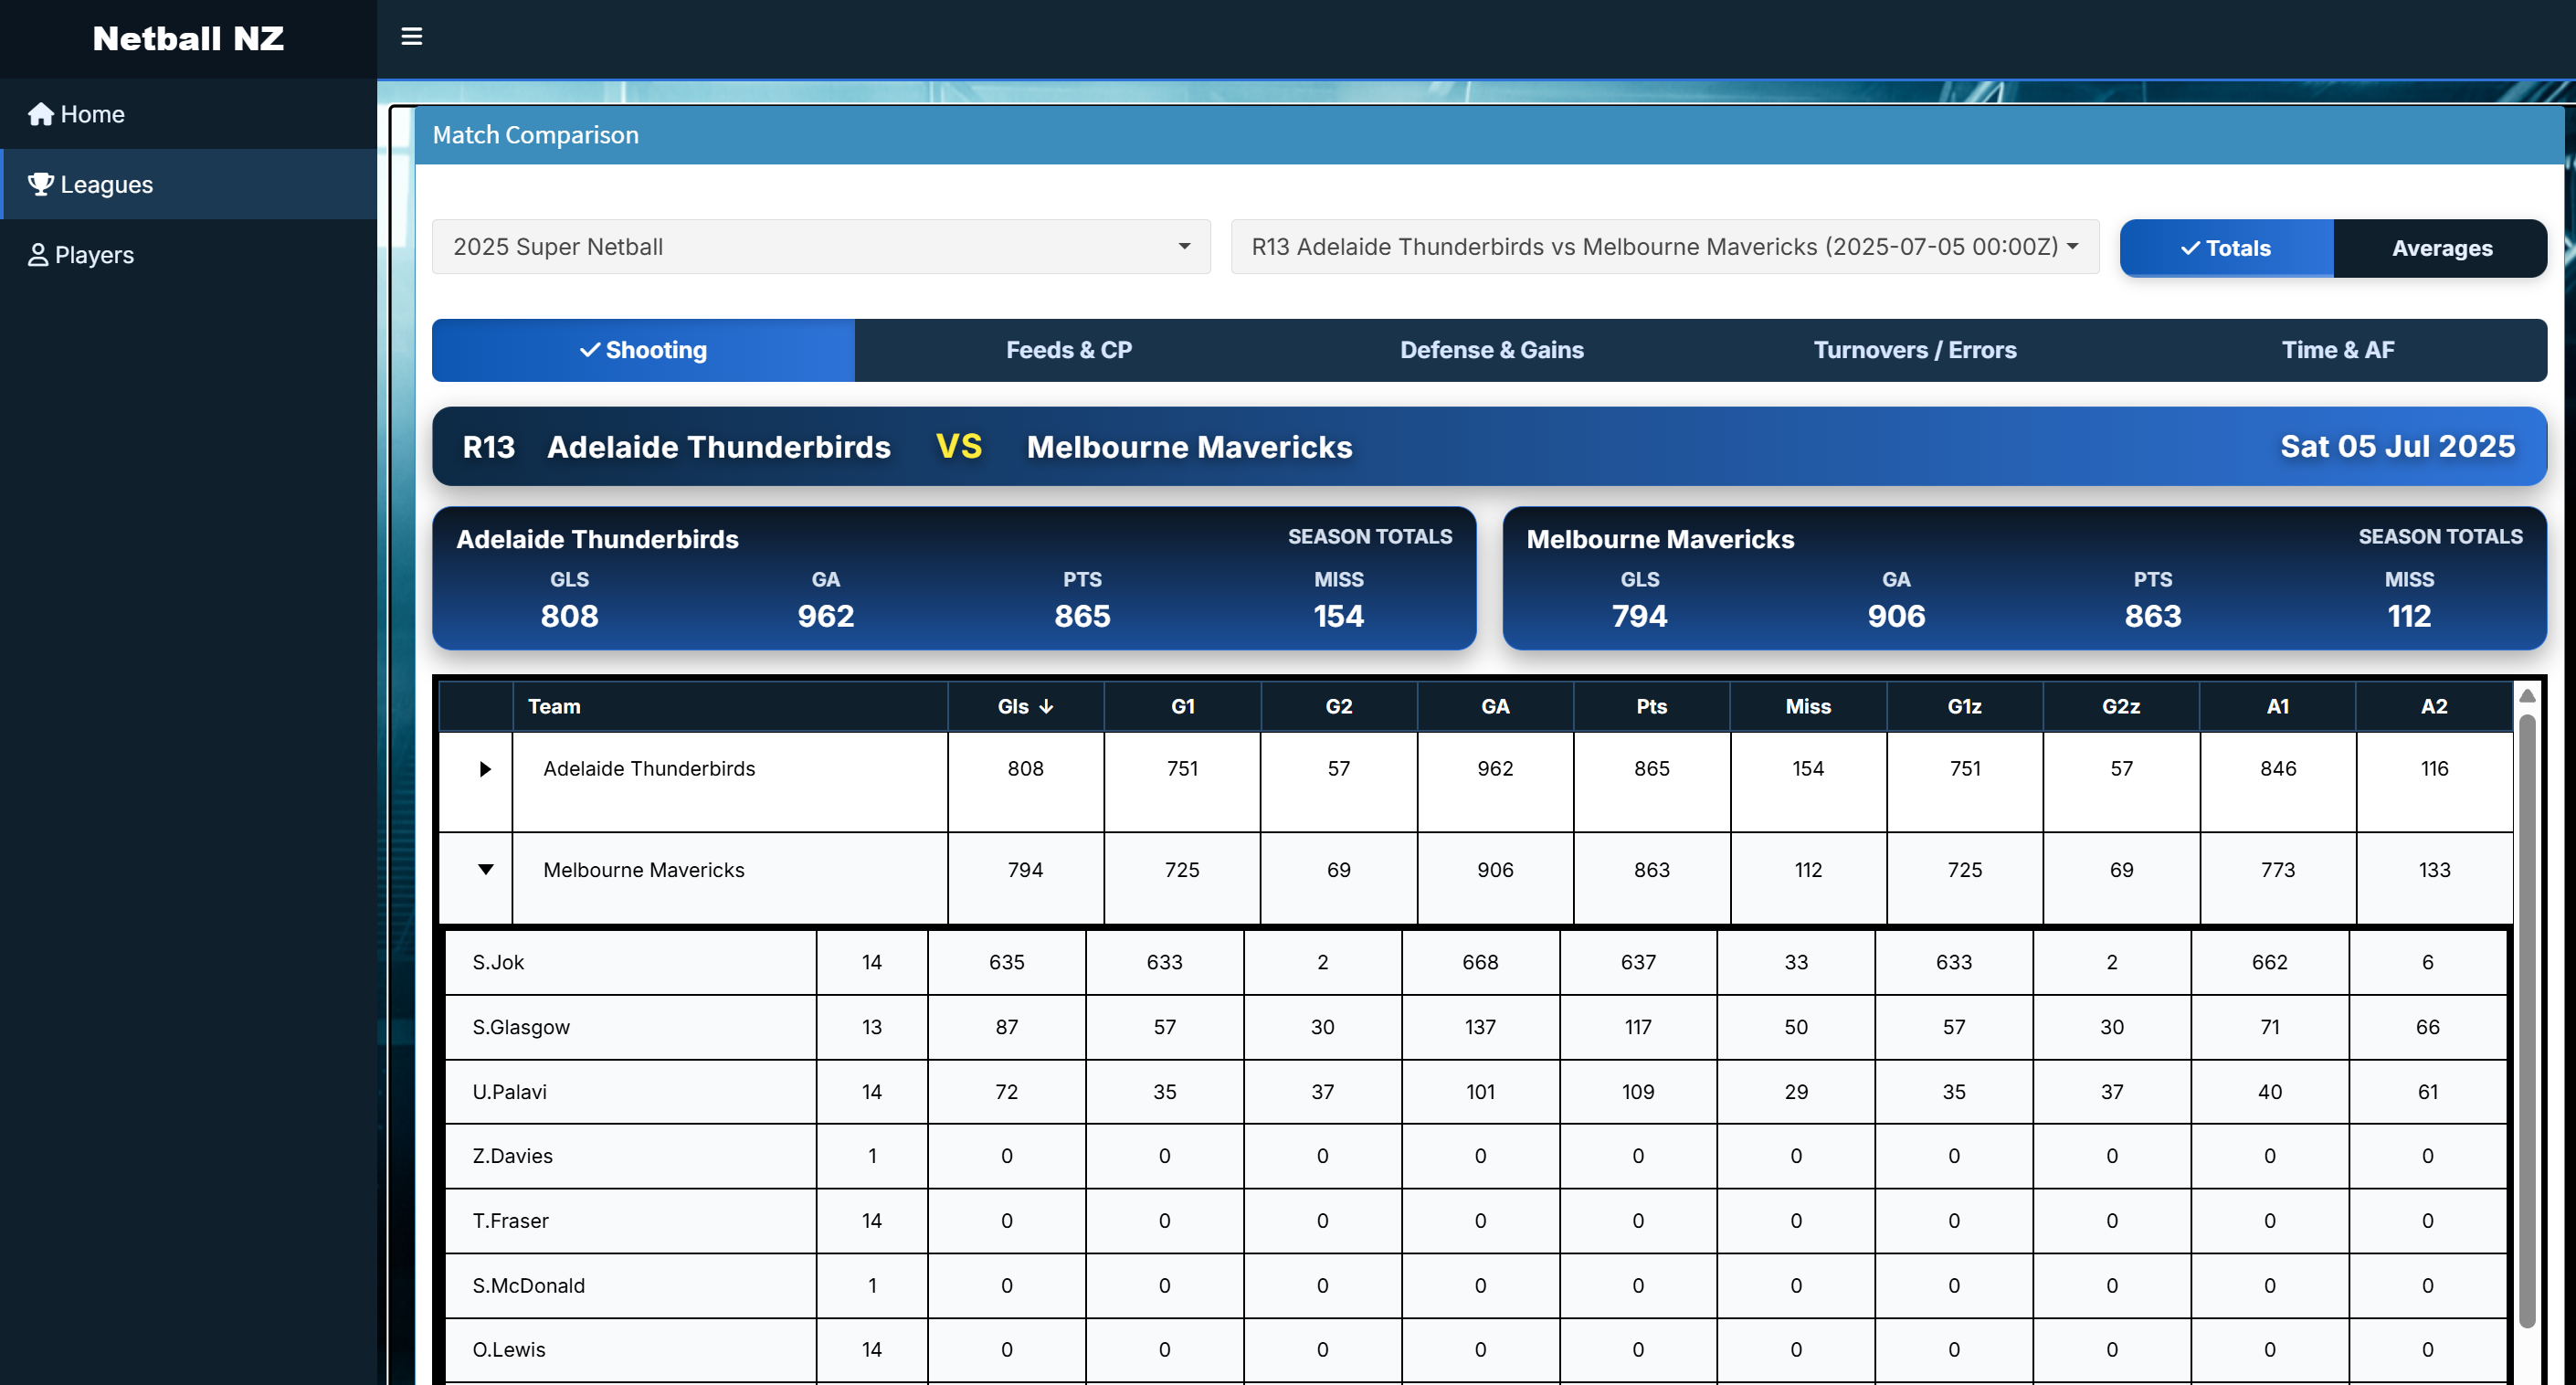 Netball NZ
Home
Leagues
Players
Match Comparison
2025 Super Netball
R13 Adelaide Thunderbirds vs Melbourne Mavericks (2025-07-05 00:00Z)
Totals Averages
Shooting Feeds & CP Defense & Gains Turnovers / Errors Time & AF
R13 Adelaide Thunderbirds VS Melbourne Mavericks Sat 05 Jul 2025
Adelaide Thunderbirds SEASON TOTALS
GLS GA PTS MISS
808 962 865 154
Melbourne Mavericks SEASON TOTALS
GLS GA PTS MISS
794 906 863 112
Team Gls ↓ G1 G2 GA Pts Miss G1z G2z A1 A2
Adelaide Thunderbirds 808 751 57 962 865 154 751 57 846 116
Melbourne Mavericks 794 725 69 906 863 112 725 69 773 133
S.Jok 14 635 633 2 668 637 33 633 2 662 6
S.Glasgow 13 87 57 30 137 117 50 57 30 71 66
U.Palavi 14 72 35 37 101 109 29 35 37 40 61
Z.Davies 1 0 0 0 0 0 0 0 0 0 0
T.Fraser 14 0 0 0 0 0 0 0 0 0 0
S.McDonald 1 0 0 0 0 0 0 0 0 0 0
O.Lewis 14 0 0 0 0 0 0 0 0 0 0